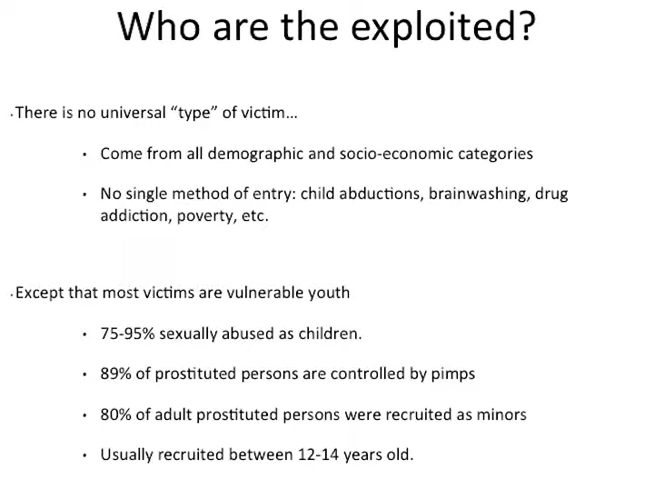 Who are the exploited?
There is no universal “type” of victim...
• Come from all demographic and socio-economic categories
• No single method of entry: child abductions, brainwashing, drug
addiction, poverty, etc.
Except that most victims are vulnerable youth
• 75-95% sexually abused as children.
• 89% of prostituted persons are controlled by pimps
• 80% of adult prostituted persons were recruited as minors
• Usually recruited between 12-14 years old.